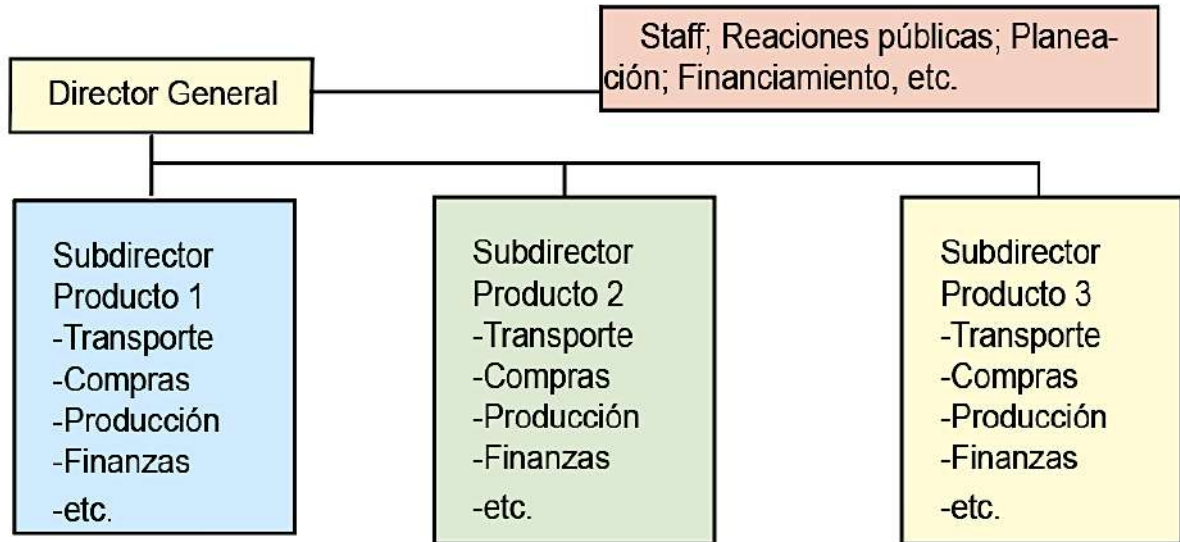 Staff; Reaciones públicas; Planea-
ción; Financiamiento, etc.
Director General
Subdirector
Producto 1
-Transporte
-Compras
-Producción
-Finanzas
-etc.
Subdirector
Producto 2
-Transporte
-Compras
-Producción
-Finanzas
-etc.
Subdirector
Producto 3
-Transporte
-Compras
-Producción
-Finanzas
-etc.